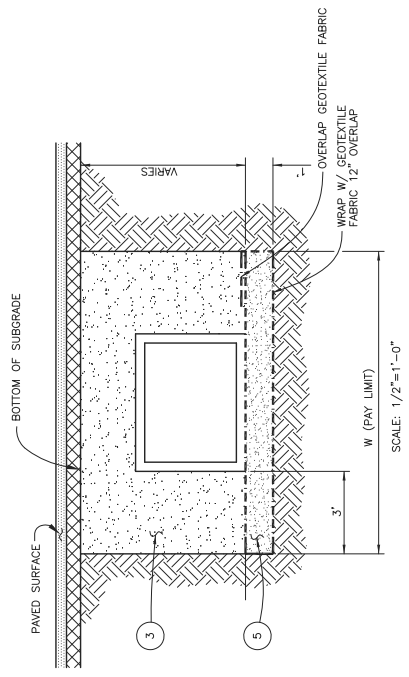 PAVED SURFACE
BOTTOM OF SUBGRADE
VARIES
1'
3
5
3'
W (PAY LIMIT)
SCALE: 1/2"=1'-0"
OVERLAP GEOTEXTILE FABRIC
WRAP W/ GEOTEXTILE
FABRIC 12" OVERLAP